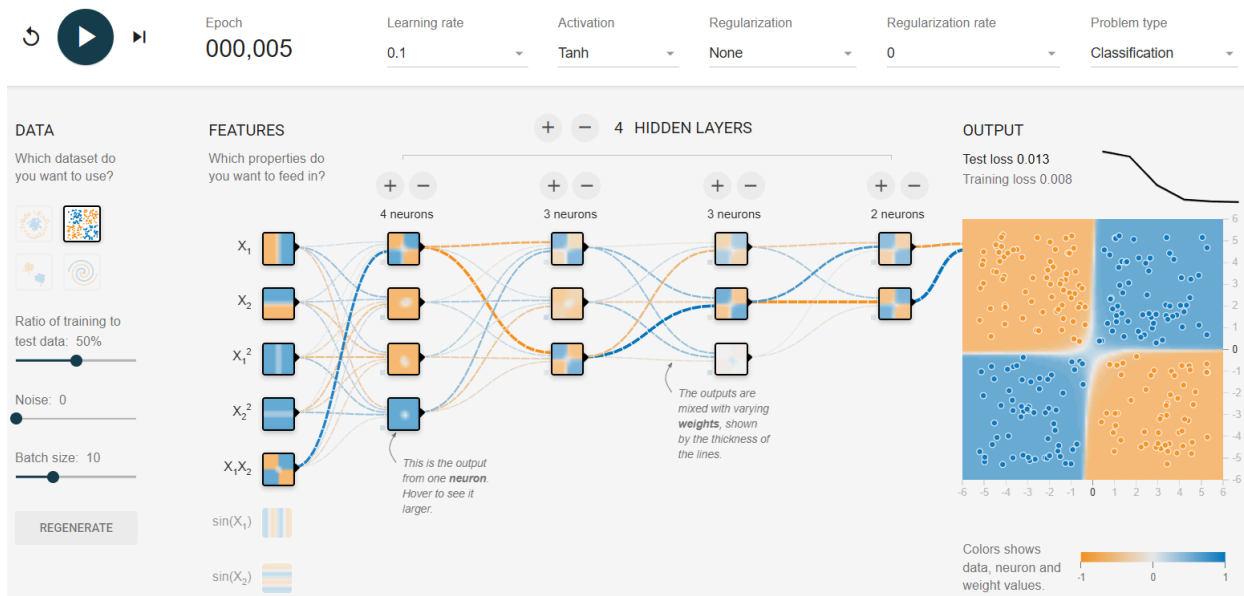 Epoch
000,005
Learning rate
0.1
Activation
Tanh
Regularization
None
Regularization rate
0
Problem type
Classification
DATA
Which dataset do
you want to use?
Ratio of training to
test data: 50%
Noise: 0
Batch size: 10
REGENERATE
FEATURES
Which properties do
you want to feed in?
X₁
X₂
X₁²
X₂²
X₁X₂
sin(X₁)
sin(X₂)
+ − 4 HIDDEN LAYERS
+ −
4 neurons
+ −
3 neurons
+ −
3 neurons
+ −
2 neurons
This is the output
from one neuron.
Hover to see it
larger.
The outputs are
mixed with varying
weights, shown
by the thickness of
the lines.
OUTPUT
Test loss 0.013
Training loss 0.008
6
5
4
3
2
1
0
-1
-2
-3
-4
-5
-6
-6 -5 -4 -3 -2 -1 0 1 2 3 4 5 6
Colors shows
data, neuron and
weight values.
-1 0 1